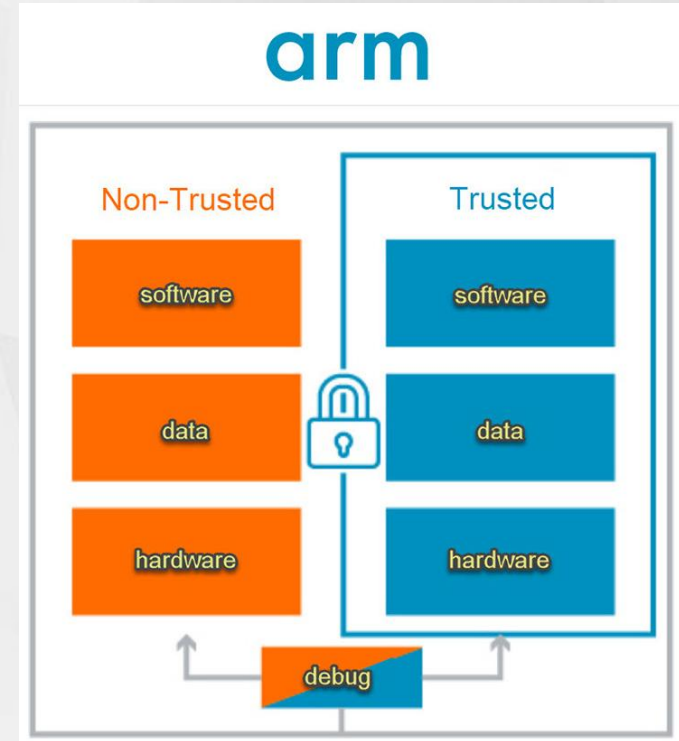 arm
Non-Trusted
Trusted
software
software
data
data
hardware
hardware
debug